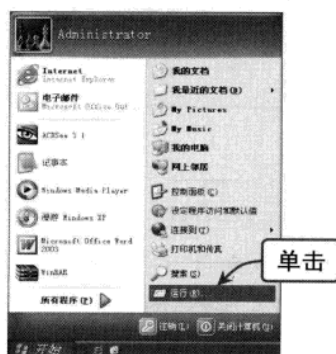 Administrator
Internet
Internet Explorer
电子邮件
Microsoft Office Out
ACDSee 5 1
记事本
Windows Media Player
漫游 Windows XP
Microsoft Office Word
2003
WinRAR
所有程序(P)
我的文档
我最近的文档(D)
My Pictures
My Music
我的电脑
网上邻居
控制面板(C)
设定程序访问和默认值
连接到(T)
打印机和传真
搜索(S)
运行(R)...
单击
注销(L)
关闭计算机(U)
开始